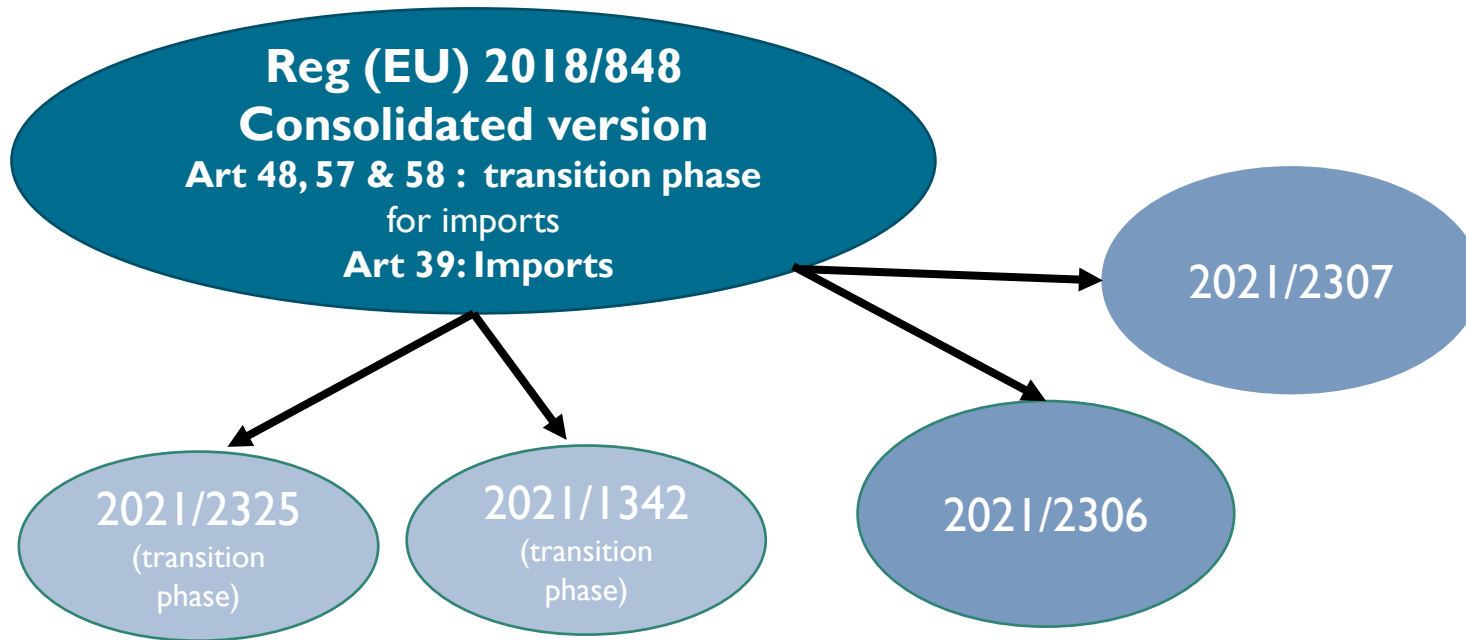 Reg (EU) 2018/848
Consolidated version
Art 48, 57 & 58 : transition phase
for imports
Art 39: Imports
2021/2307
2021/2325
(transition
phase)
2021/1342
(transition
phase)
2021/2306